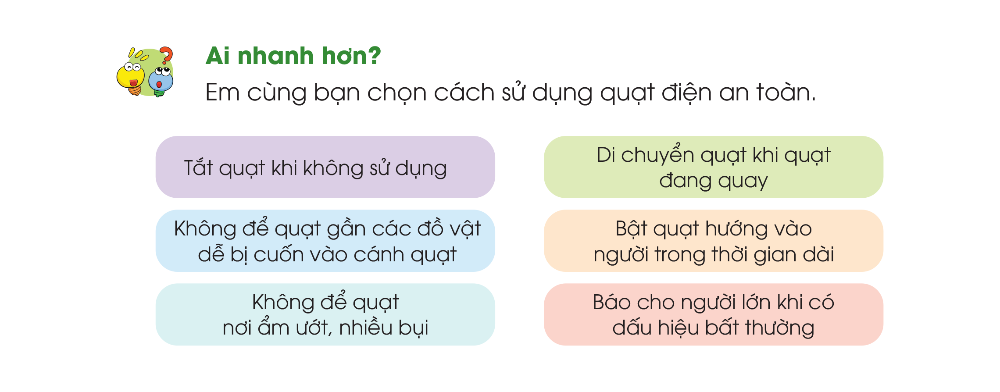 Ai nhanh hơn?
Em cùng bạn chọn cách sử dụng quạt điện an toàn.
Tắt quạt khi không sử dụng
Di chuyển quạt khi quạt
đang quay
Không để quạt gần các đồ vật
dễ bị cuốn vào cánh quạt
Bật quạt hướng vào
người trong thời gian dài
Không để quạt
nơi ẩm ướt, nhiều bụi
Báo cho người lớn khi có
dấu hiệu bất thường